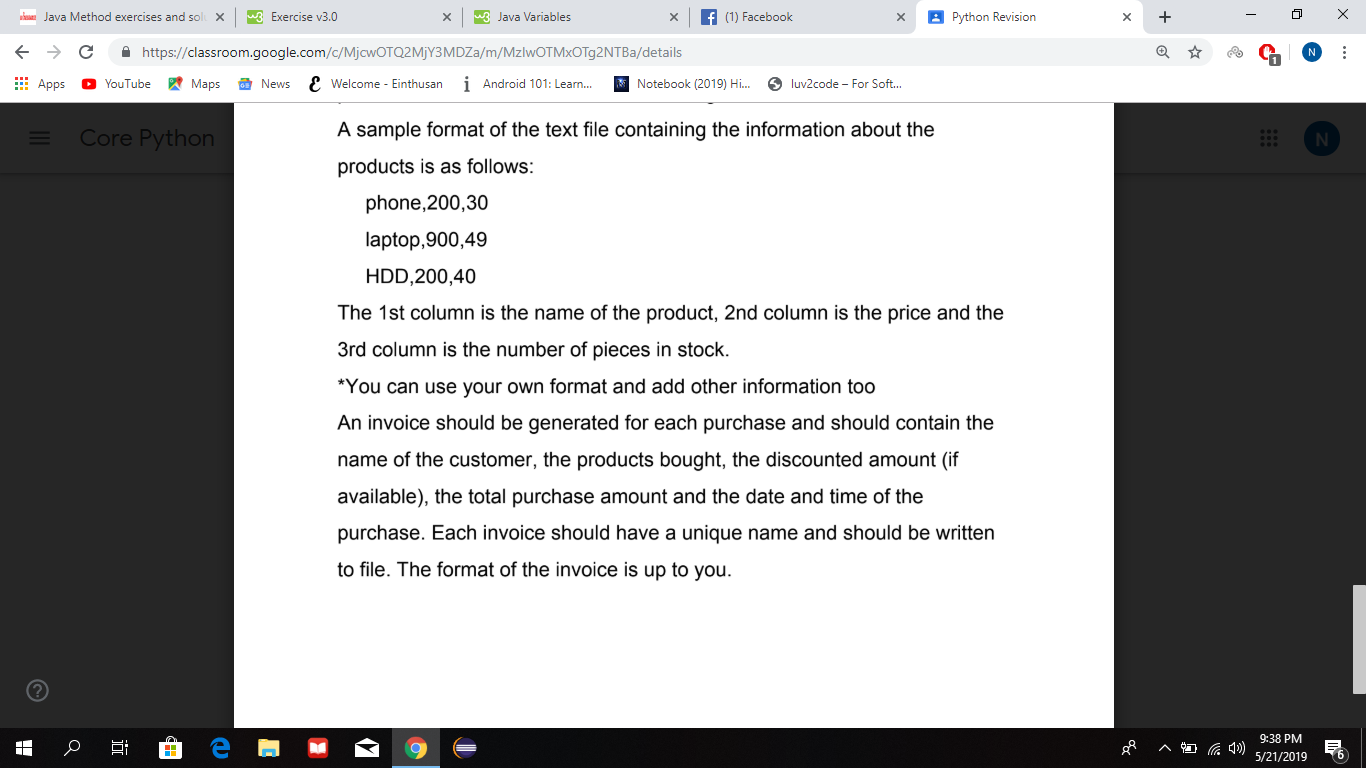 Java Method exercises and solu
Exercise v3.0
Java Variables
(1) Facebook
Python Revision
https://classroom.google.com/c/MjcwOTQ2MjY3MDZa/m/MzIwOTMxOTg2NTBa/details
N
1
Apps
YouTube
Maps
News
Welcome - Einthusan
Android 101: Learn...
Notebook (2019) Hi...
luv2code – For Soft...
Core Python
N
A sample format of the text file containing the information about the
products is as follows:
phone,200,30
laptop,900,49
HDD,200,40
The 1st column is the name of the product, 2nd column is the price and the
3rd column is the number of pieces in stock.
*You can use your own format and add other information too
An invoice should be generated for each purchase and should contain the
name of the customer, the products bought, the discounted amount (if
available), the total purchase amount and the date and time of the
purchase. Each invoice should have a unique name and should be written
to file. The format of the invoice is up to you.
9:38 PM
5/21/2019
6